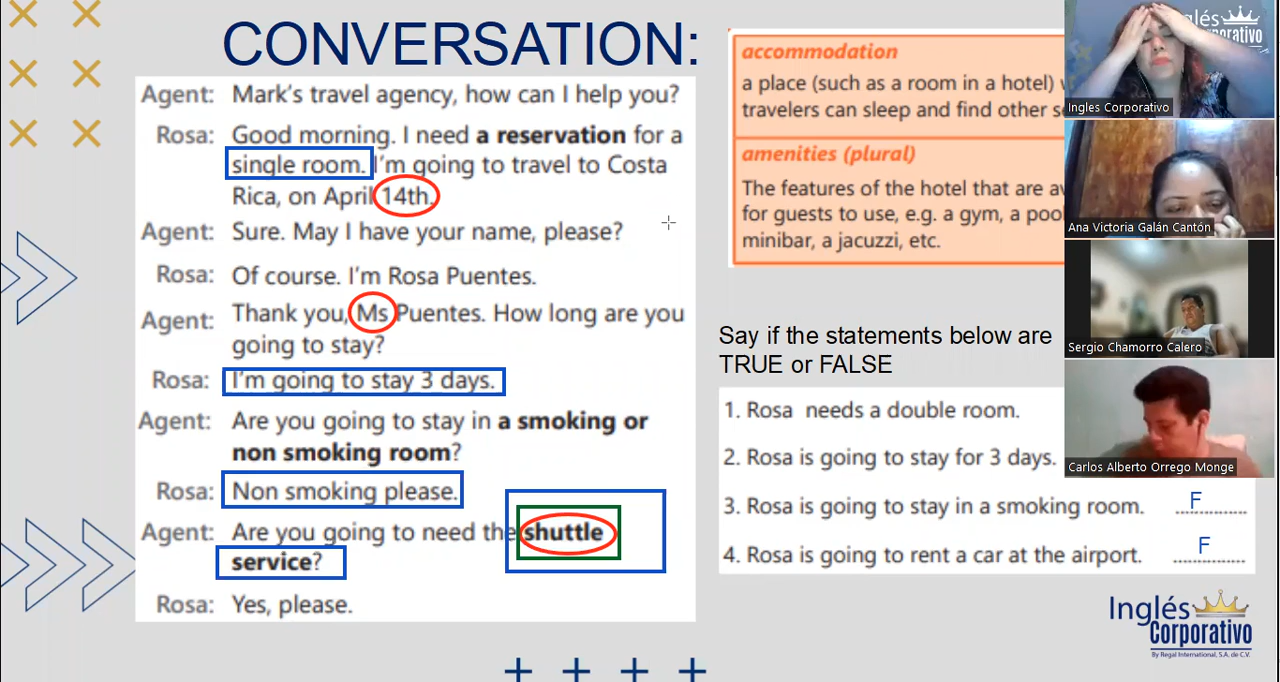 CONVERSATION:
Agent: Mark's travel agency, how can I help you?
Rosa: Good morning. I need a reservation for a
single room. I'm going to travel to Costa
Rica, on April 14th.
Agent: Sure. May I have your name, please?
Rosa: Of course. I'm Rosa Puentes.
Agent: Thank you, Ms Puentes. How long are you
going to stay?
Rosa: I'm going to stay 3 days.
Agent: Are you going to stay in a smoking or
non smoking room?
Rosa: Non smoking please.
Agent: Are you going to need the shuttle
service?
Rosa: Yes, please.
accommodation
a place (such as a room in a hotel)
travelers can sleep and find other
amenities (plural)
The features of the hotel that are
for guests to use, e.g. a gym, a
minibar, a jacuzzi, etc.
Say if the statements below are
TRUE or FALSE
1. Rosa needs a double room.
2. Rosa is going to stay for 3 days.
3. Rosa is going to stay in a smoking room. F
4. Rosa is going to rent a car at the airport. F
Corporativo
Ingles Corporativo
Ana Victoria Galán Cantón
Sergio Chamorro Calero
Carlos Alberto Orrego Monge
Inglés
Corporativo
By Regal International, S.A. de C.V.